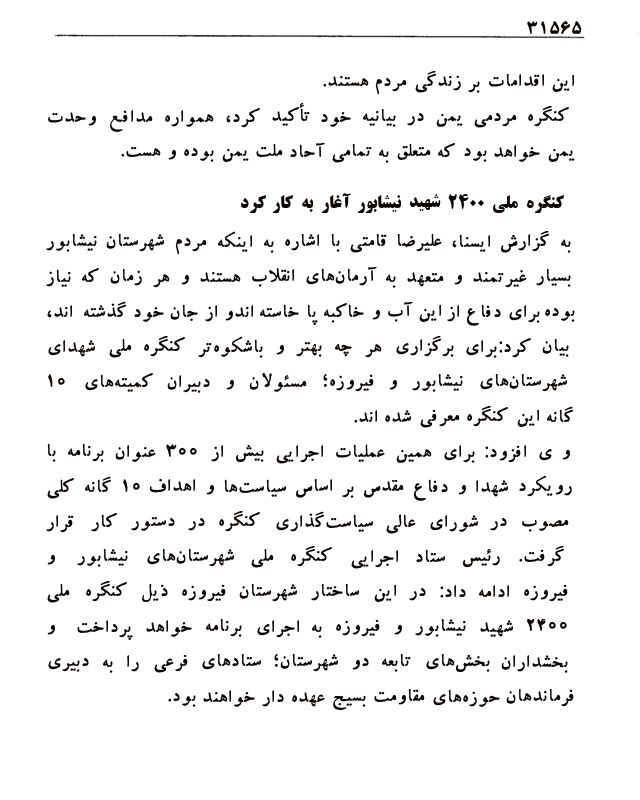 ۳۱۵۶۵
این اقدامات بر زندگی مردم هستند.
کنگره مردمی یمن در بیانیه خود تأکید کرد، همواره مدافع وحدت
یمن خواهد بود که متعلق به تمامی آحاد ملت یمن بوده و هست.
کنگره ملی ۲۴۰۰ شهید نیشابور آغاز به کار کرد
به گزارش ایسنا، علیرضا قامتی با اشاره به اینکه مردم شهرستان نیشابور
بسیار غیرتمند و متعهد به آرمان‌های انقلاب هستند و هر زمان که نیاز
بوده برای دفاع از این آب و خاکبه پا خاسته اندو از جان خود گذشته اند،
بیان کرد:برای برگزاری هر چه بهتر و باشکوه‌تر کنگره ملی شهدای
شهرستان‌های نیشابور و فیروزه؛ مسئولان و دبیران کمیته‌های ۱۰
گانه این کنگره معرفی شده اند.
و ی افزود: برای همین عملیات اجرایی بیش از ۳۰۰ عنوان برنامه با
رویکرد شهدا و دفاع مقدس بر اساس سیاست‌ها و اهداف ۱۰ گانه کلی
مصوب در شورای عالی سیاست‌گذاری کنگره در دستور کار قرار
گرفت. رئیس ستاد اجرایی کنگره ملی شهرستان‌های نیشابور و
فیروزه ادامه داد: در این ساختار شهرستان فیروزه ذیل کنگره ملی
۲۴۰۰ شهید نیشابور و فیروزه به اجرای برنامه خواهد پرداخت و
بخشداران بخش‌های تابعه دو شهرستان؛ ستادهای فرعی را به دبیری
فرماندهان حوزه‌های مقاومت بسیج عهده دار خواهند بود.